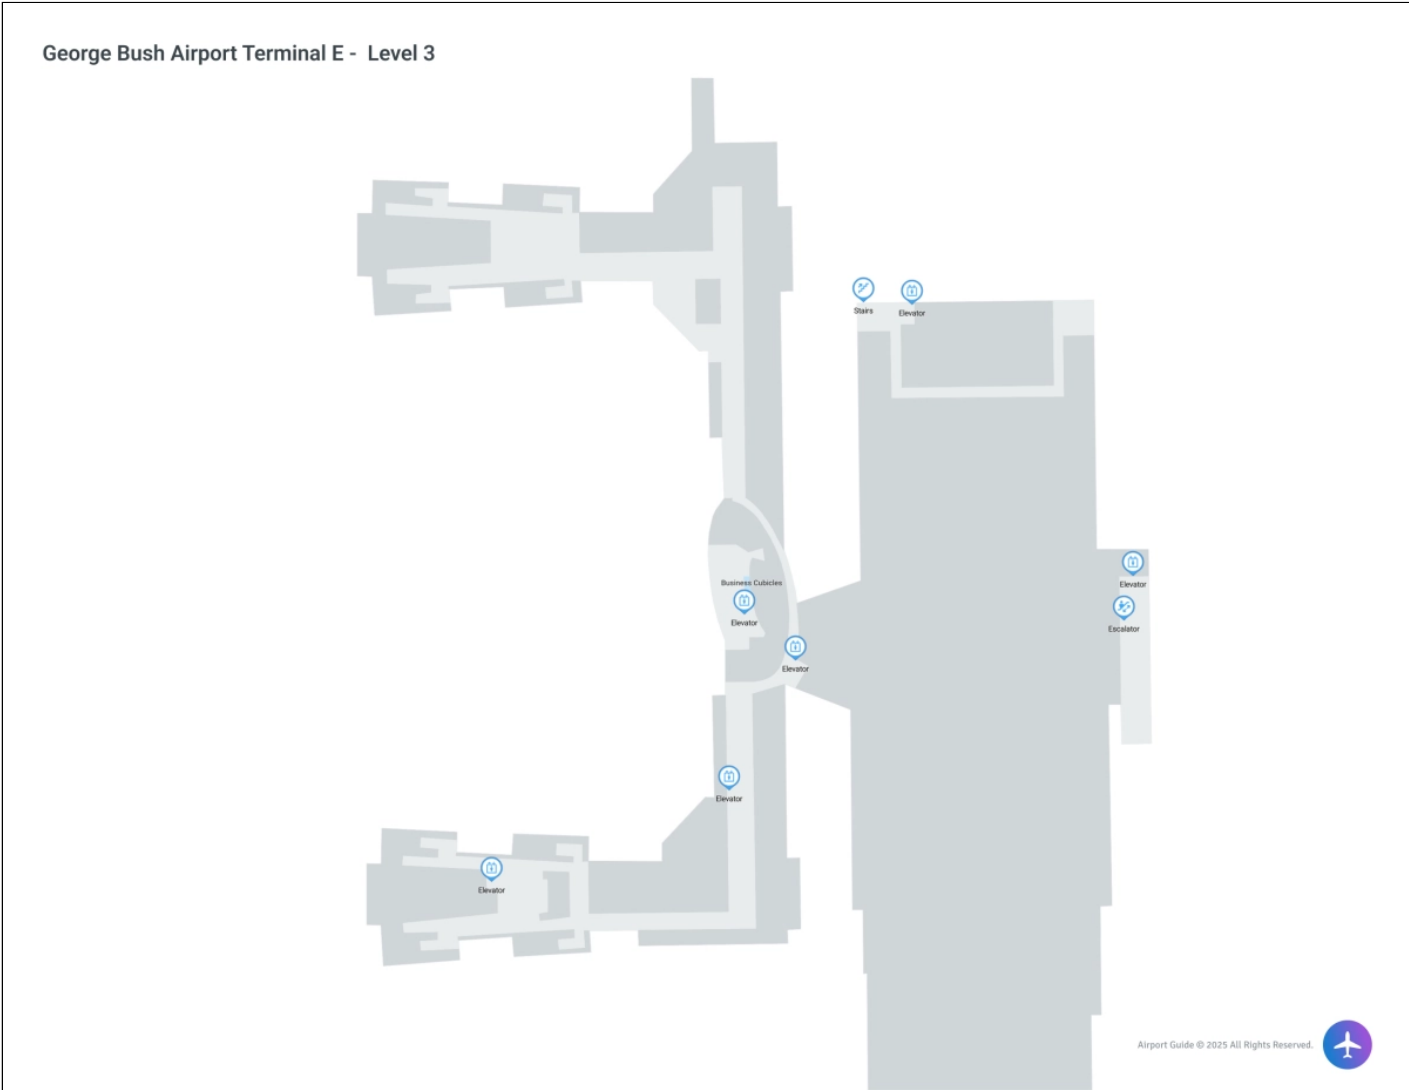 George Bush Airport Terminal E - Level 3
Stairs
Elevator
Elevator
Escalator
Business Cubicles
Elevator
Elevator
Elevator
Elevator
Airport Guide © 2025 All Rights Reserved.